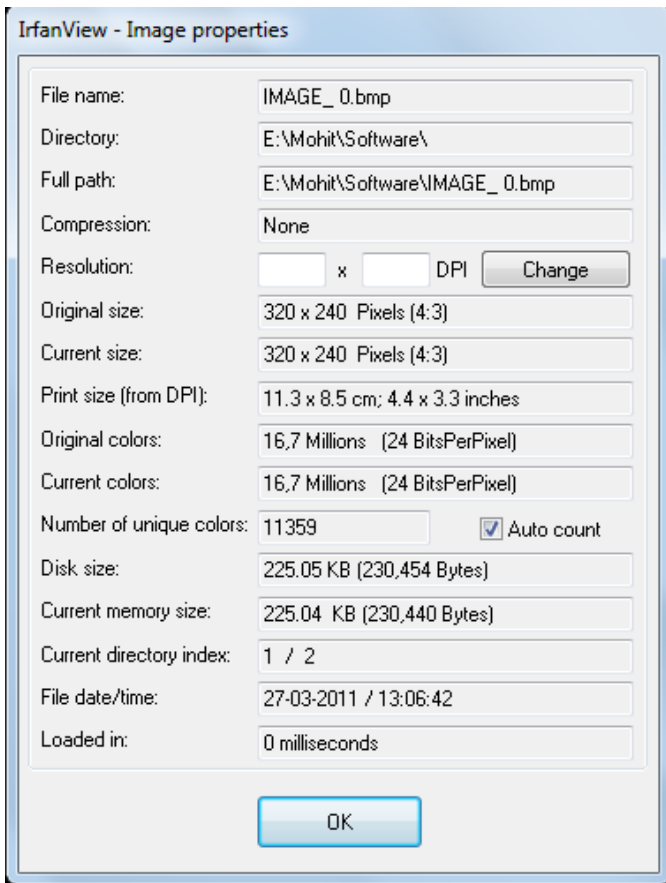 IrfanView - Image properties
File name: IMAGE_ 0.bmp
Directory: E:\Mohit\Software\
Full path: E:\Mohit\Software\IMAGE_ 0.bmp
Compression: None
Resolution: x DPI Change
Original size: 320 x 240 Pixels (4:3)
Current size: 320 x 240 Pixels (4:3)
Print size (from DPI): 11.3 x 8.5 cm; 4.4 x 3.3 inches
Original colors: 16,7 Millions (24 BitsPerPixel)
Current colors: 16,7 Millions (24 BitsPerPixel)
Number of unique colors: 11359 Auto count
Disk size: 225.05 KB (230,454 Bytes)
Current memory size: 225.04 KB (230,440 Bytes)
Current directory index: 1 / 2
File date/time: 27-03-2011 / 13:06:42
Loaded in: 0 milliseconds
OK